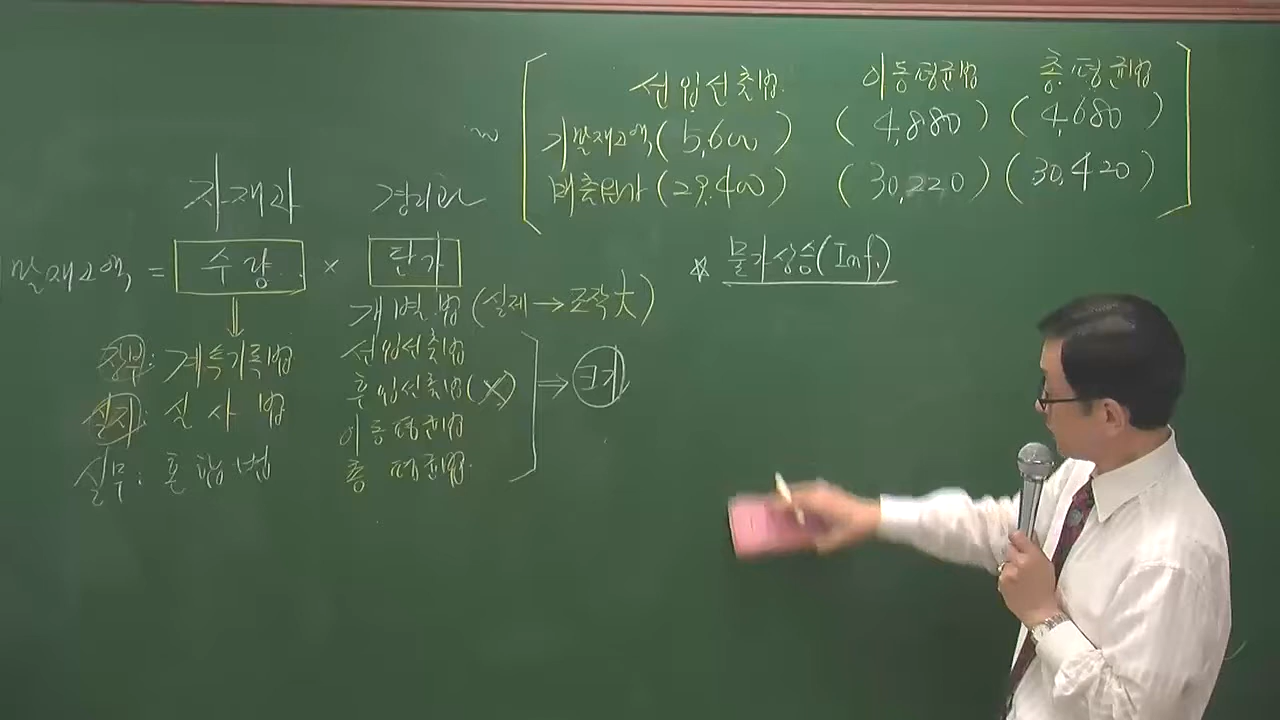 선입선출법 이동평균법 총평균법
기말재고액 (5,600) (4,880) (4,680)
매출원가 (29,400) (30,220) (30,420)
자재과 경리과
말재고액 = 수량 × 단가
개별법 (실제 → 조작大)
장부: 계속기록법 선입선출법
실지: 실사법 후입선출법(X) ⇒ 크기
이동평균법
실무: 혼합법 총평균법
☆ 물가상승(Inf.)